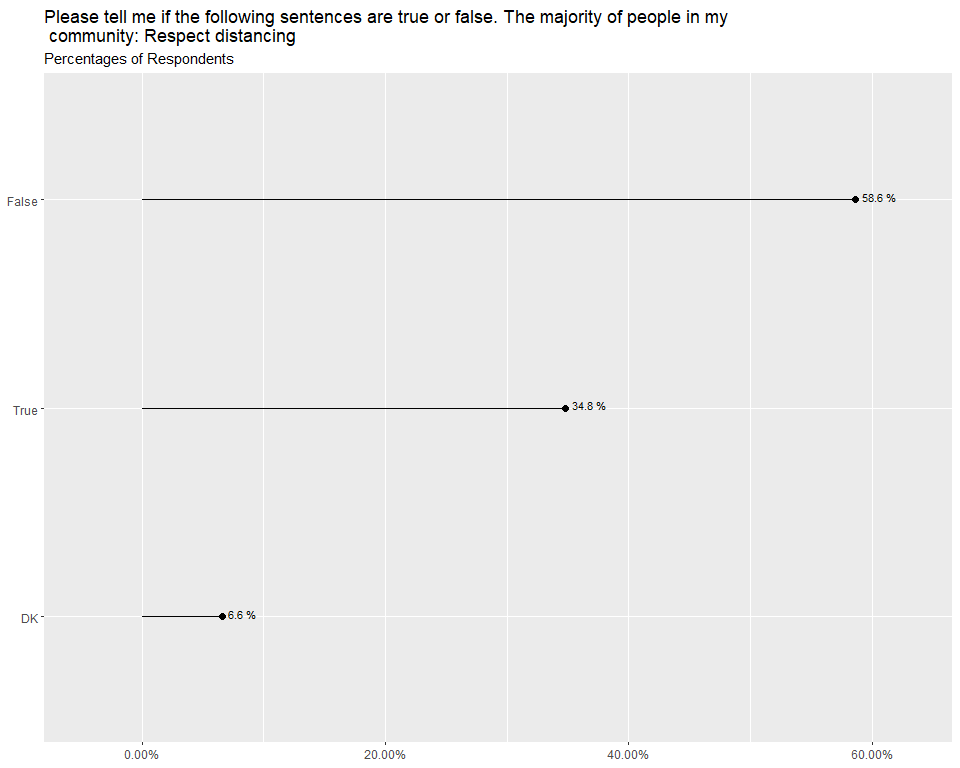 Please tell me if the following sentences are true or false. The majority of people in my
community: Respect distancing
Percentages of Respondents
False
58.6 %
True
34.8 %
DK
6.6 %
0.00%
20.00%
40.00%
60.00%